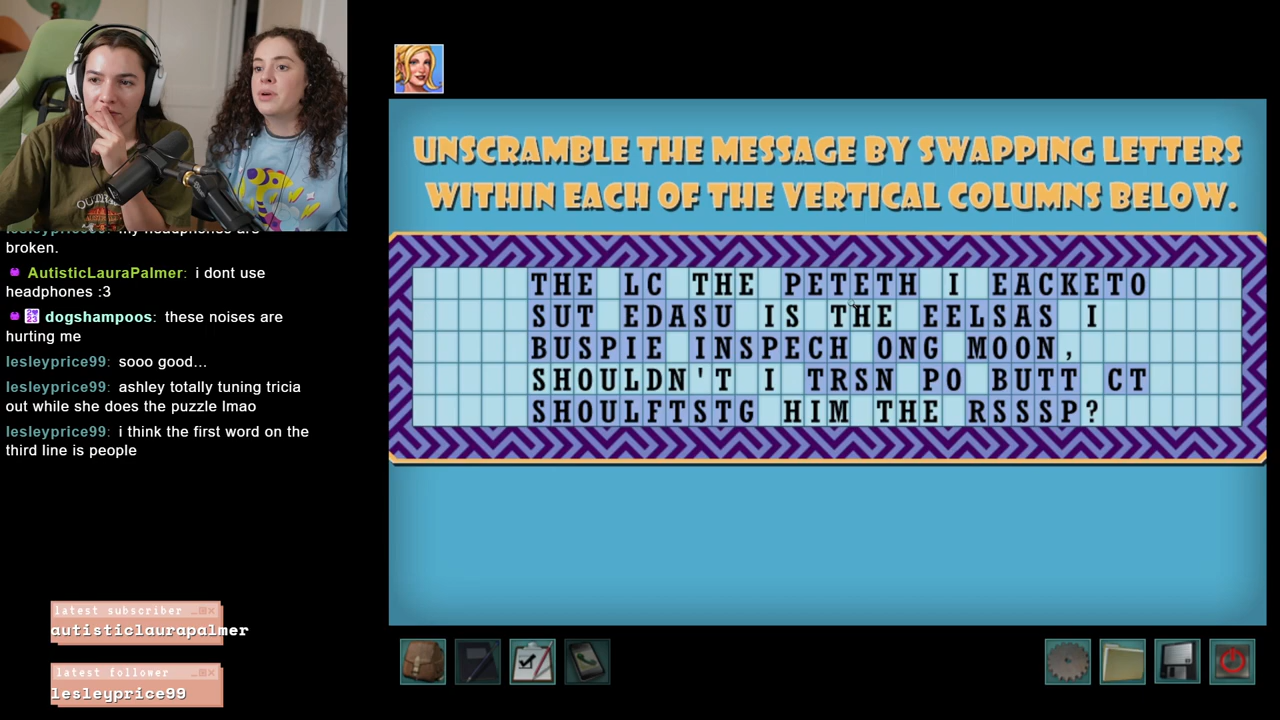 UNSCRAMBLE THE MESSAGE BY SWAPPING LETTERS
WITHIN EACH OF THE VERTICAL COLUMNS BELOW.
THE LC THE PETETH I EACKETO
SUT EDASU IS THE EELSAS I
BUSPIE INSPECH ONG MOON,
SHOULDN'T I TRSN PO BUTT CT
SHOULFTSTG HIM THE RSSSP?
lesleyprice99: my headphones are
broken.
AutisticLauraPalmer: i dont use
headphones :3
dogshampoos: these noises are
hurting me
lesleyprice99: sooo good...
lesleyprice99: ashley totally tuning tricia
out while she does the puzzle lmao
lesleyprice99: i think the first word on the
third line is people
latest subscriber
autisticlaurapalmer
latest follower
lesleyprice99